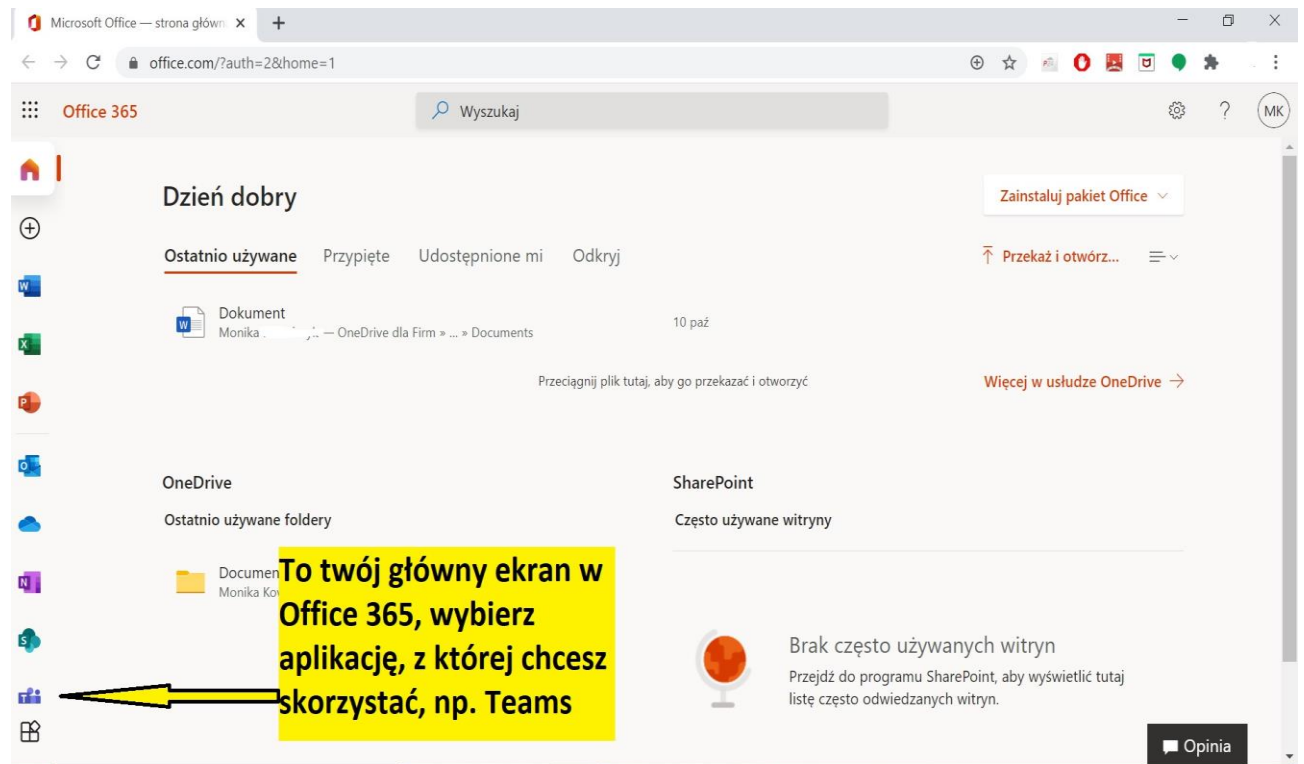 Microsoft Office — strona główn
office.com/?auth=2&home=1
Office 365
Wyszukaj
?
MK
Dzień dobry
Zainstaluj pakiet Office
Ostatnio używane Przypięte Udostępnione mi Odkryj
Przekaż i otwórz...
Dokument
Monika — OneDrive dla Firm » ... » Documents
10 paź
Przeciągnij plik tutaj, aby go przekazać i otworzyć
Więcej w usłudze OneDrive →
OneDrive
Ostatnio używane foldery
Documen
Monika Ko
SharePoint
Często używane witryny
To twój główny ekran w
Office 365, wybierz
aplikację, z której chcesz
skorzystać, np. Teams
Brak często używanych witryn
Przejdź do programu SharePoint, aby wyświetlić tutaj
listę często odwiedzanych witryn.
Opinia